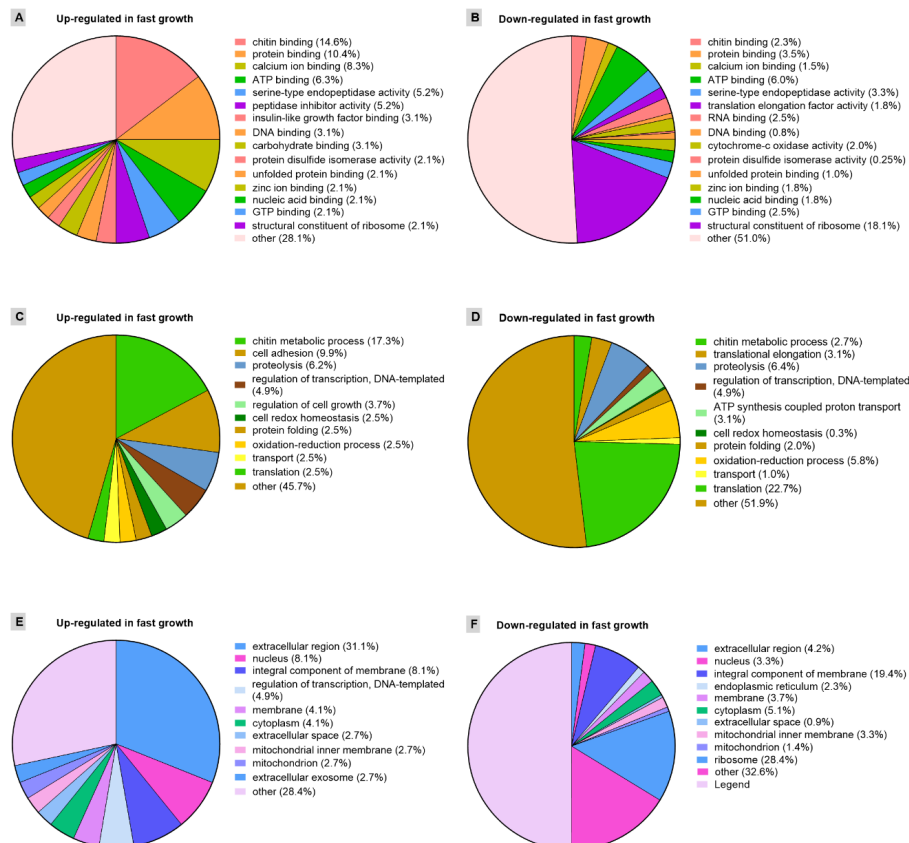 A
Up-regulated in fast growth
chitin binding (14.6%)
protein binding (10.4%)
calcium ion binding (8.3%)
ATP binding (6.3%)
serine-type endopeptidase activity (5.2%)
peptidase inhibitor activity (5.2%)
insulin-like growth factor binding (3.1%)
DNA binding (3.1%)
carbohydrate binding (3.1%)
protein disulfide isomerase activity (2.1%)
unfolded protein binding (2.1%)
zinc ion binding (2.1%)
nucleic acid binding (2.1%)
GTP binding (2.1%)
structural constituent of ribosome (2.1%)
other (28.1%)
B
Down-regulated in fast growth
chitin binding (2.3%)
protein binding (3.5%)
calcium ion binding (1.5%)
ATP binding (6.0%)
serine-type endopeptidase activity (3.3%)
translation elongation factor activity (1.8%)
RNA binding (2.5%)
DNA binding (0.8%)
cytochrome-c oxidase activity (2.0%)
protein disulfide isomerase activity (0.25%)
unfolded protein binding (1.0%)
zinc ion binding (1.8%)
nucleic acid binding (1.8%)
GTP binding (2.5%)
structural constituent of ribosome (18.1%)
other (51.0%)
C
Up-regulated in fast growth
chitin metabolic process (17.3%)
cell adhesion (9.9%)
proteolysis (6.2%)
regulation of transcription, DNA-templated
(4.9%)
regulation of cell growth (3.7%)
cell redox homeostasis (2.5%)
protein folding (2.5%)
oxidation-reduction process (2.5%)
transport (2.5%)
translation (2.5%)
other (45.7%)
D
Down-regulated in fast growth
chitin metabolic process (2.7%)
translational elongation (3.1%)
proteolysis (6.4%)
regulation of transcription, DNA-templated
(4.9%)
ATP synthesis coupled proton transport
(3.1%)
cell redox homeostasis (0.3%)
protein folding (2.0%)
oxidation-reduction process (5.8%)
transport (1.0%)
translation (22.7%)
other (51.9%)
E
Up-regulated in fast growth
extracellular region (31.1%)
nucleus (8.1%)
integral component of membrane (8.1%)
regulation of transcription, DNA-templated
(4.9%)
membrane (4.1%)
cytoplasm (4.1%)
extracellular space (2.7%)
mitochondrial inner membrane (2.7%)
mitochondrion (2.7%)
extracellular exosome (2.7%)
other (28.4%)
F
Down-regulated in fast growth
extracellular region (4.2%)
nucleus (3.3%)
integral component of membrane (19.4%)
endoplasmic reticulum (2.3%)
membrane (3.7%)
cytoplasm (5.1%)
extracellular space (0.9%)
mitochondrial inner membrane (3.3%)
mitochondrion (1.4%)
ribosome (28.4%)
other (32.6%)
Legend